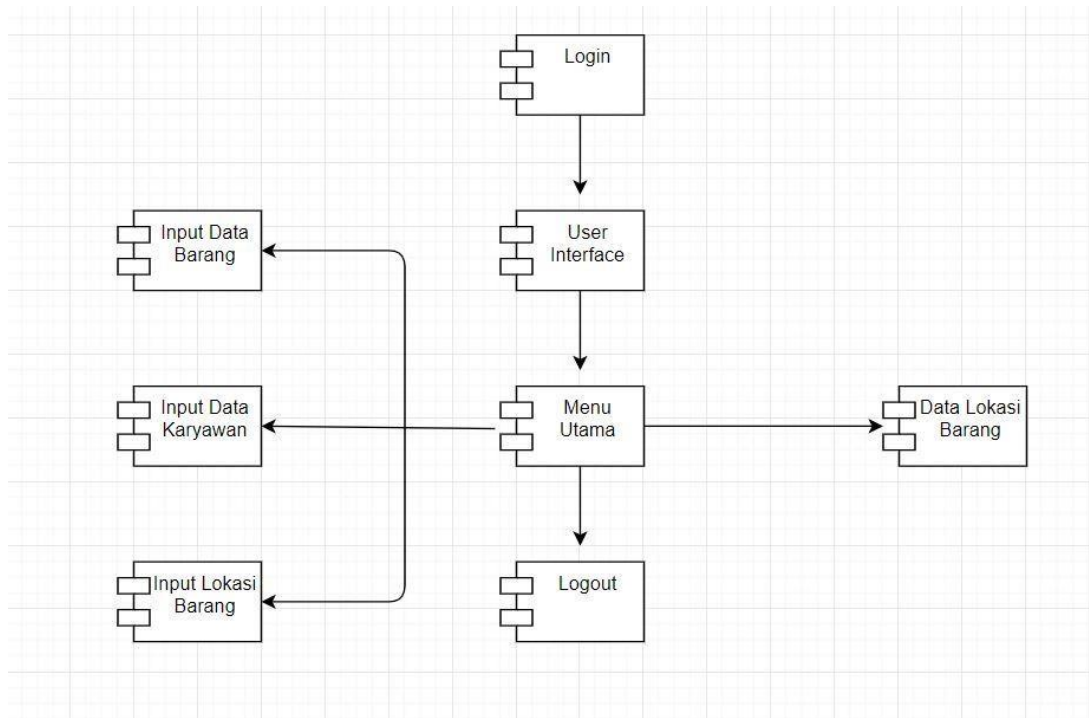 Login
User
Interface
Input Data
Barang
Input Data
Karyawan
Menu
Utama
Data Lokasi
Barang
Input Lokasi
Barang
Logout